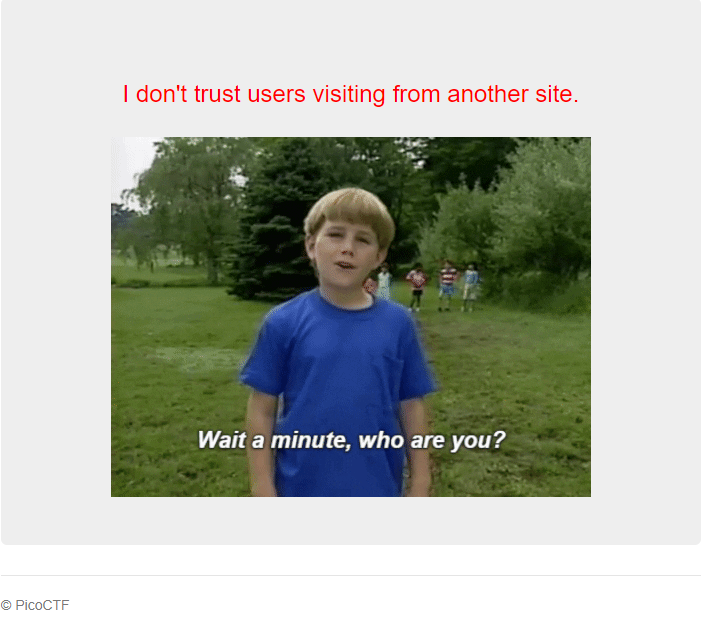 I don't trust users visiting from another site.
Wait a minute, who are you?
© PicoCTF